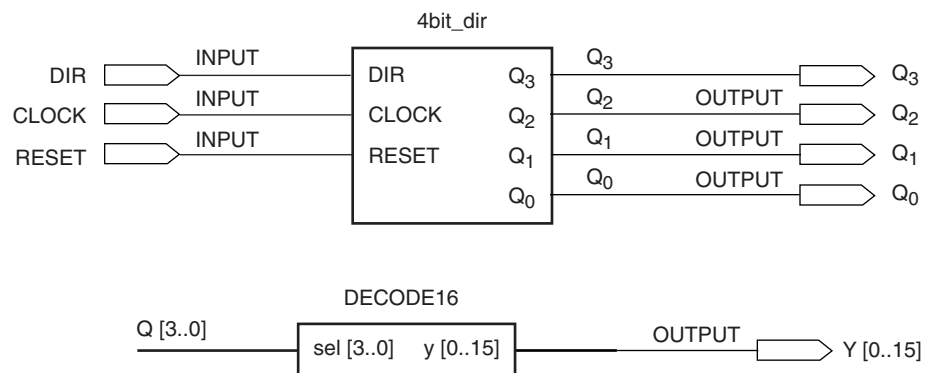 4bit_dir
DIR INPUT DIR Q3 Q3 Q3
CLOCK INPUT CLOCK Q2 Q2 OUTPUT Q2
RESET INPUT RESET Q1 Q1 OUTPUT Q1
Q0 Q0 OUTPUT Q0
DECODE16
Q [3..0] sel [3..0] y [0..15] OUTPUT Y [0..15]